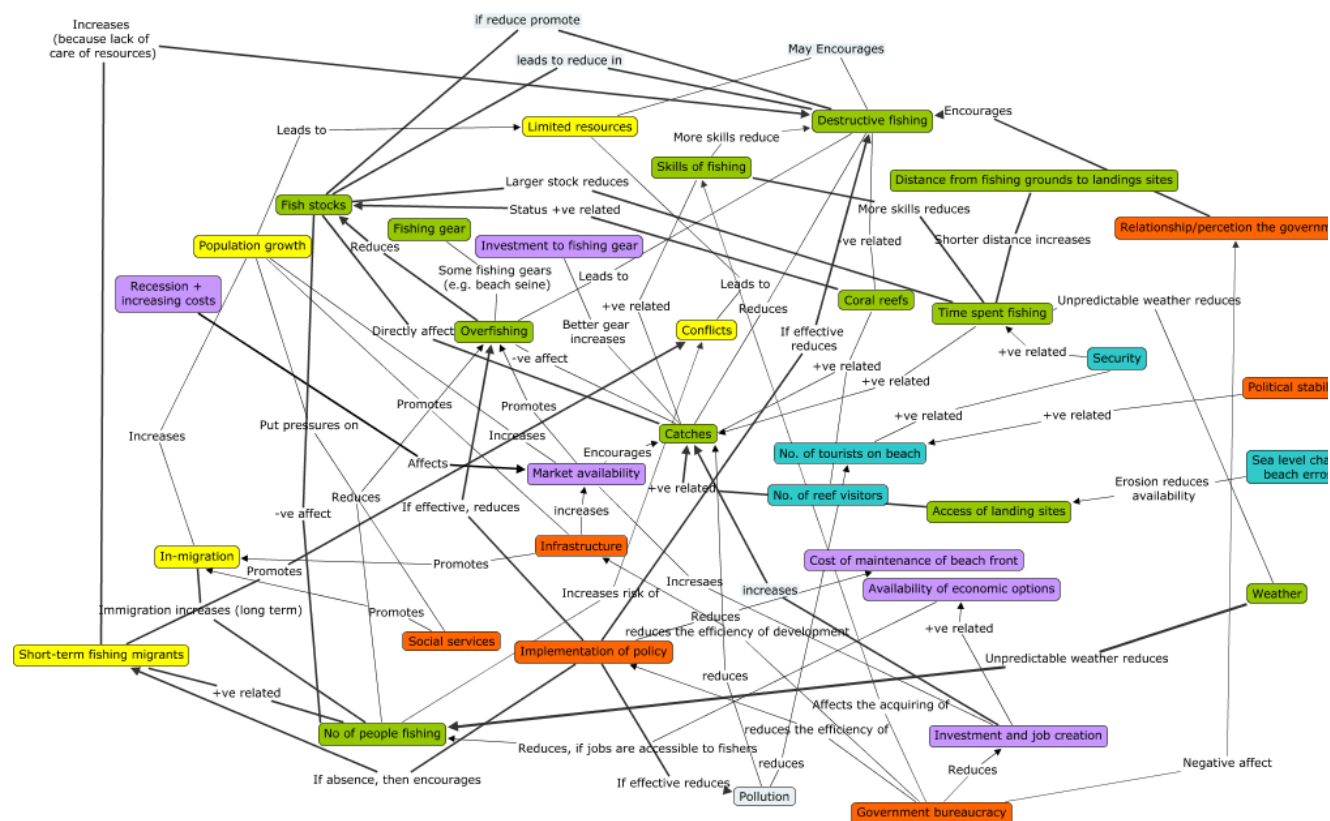 Increases
(because lack of
care of resources)
if reduce promote
leads to reduce in
May Encourages
Destructive fishing
Encourages
Leads to
Limited resources
More skills reduce
Skills of fishing
Distance from fishing grounds to landings sites
Larger stock reduces
Fish stocks
Status +ve related
More skills reduces
Fishing gear
Relationship/percetion the governm
Population growth
Reduces
Investment to fishing gear
-ve related
Shorter distance increases
Some fishing gears
(e.g. beach seine)
Leads to
Leads to
Recession +
increasing costs
+ve related
Reduces
Coral reefs
Unpredictable weather reduces
Time spent fishing
Directly affect
Overfishing
Better gear
increases
Conflicts
If effective
reduces
-ve affect
+ve related
Security
+ve related
+ve related
Political stabil
Promotes
Promotes
+ve related
+ve related
Put pressures on
Increases
Increases
Catches
Encourages
No. of tourists on beach
Affects
Market availability
+ve related
No. of reef visitors
Sea level cha
beach erro
Erosion reduces
availability
Reduces
If effective, reduces
increases
-ve affect
Access of landing sites
In-migration
Infrastructure
Promotes
Promotes
Cost of maintenance of beach front
Incresaes
increases
Availability of economic options
Increases risk of
Weather
Immigration increases (long term)
Promotes
Reduces
reduces the efficiency of development
+ve related
Social services
Short-term fishing migrants
Implementation of policy
Unpredictable weather reduces
reduces
+ve related
Affects the acquiring of
No of people fishing
reduces the efficiency of
Investment and job creation
Reduces, if jobs are accessible to fishers
If absence, then encourages
If effective reduces
reduces
Reduces
Negative affect
Pollution
Government bureaucracy